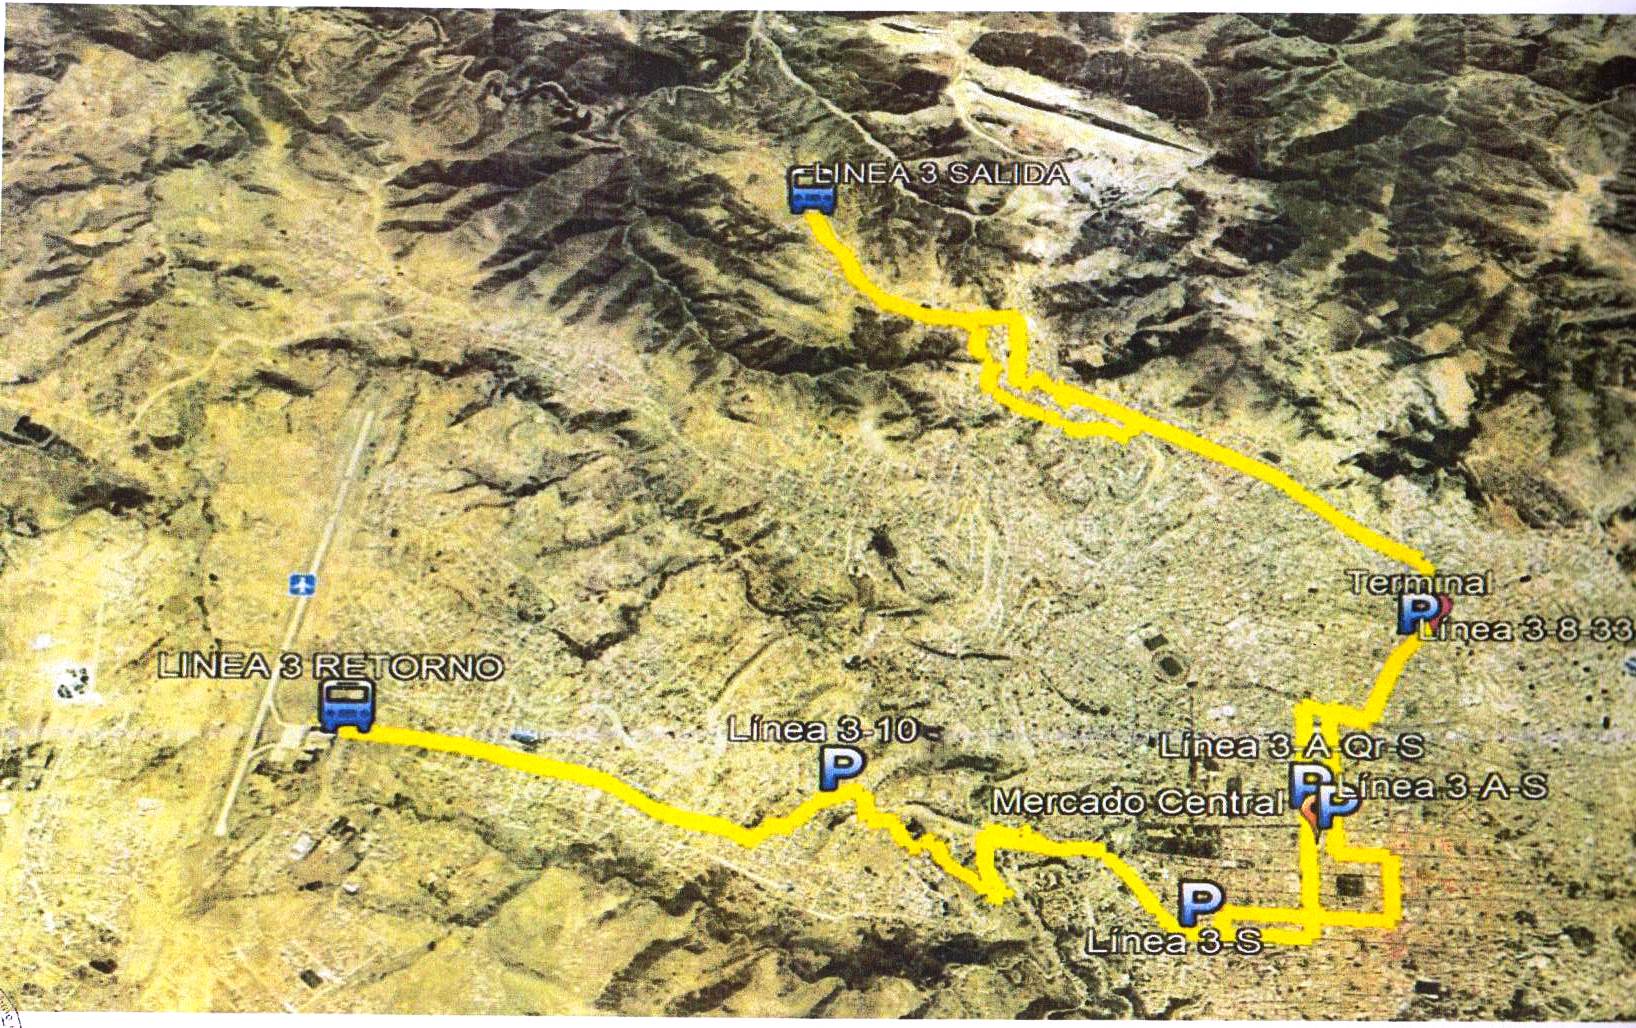 LINEA 3 SALIDA
Terminal
Línea 3-8-33
LINEA 3 RETORNO
Línea 3-10
Línea 3-A-Qr-S
Línea 3-A-S
Mercado Central
Línea 3-S